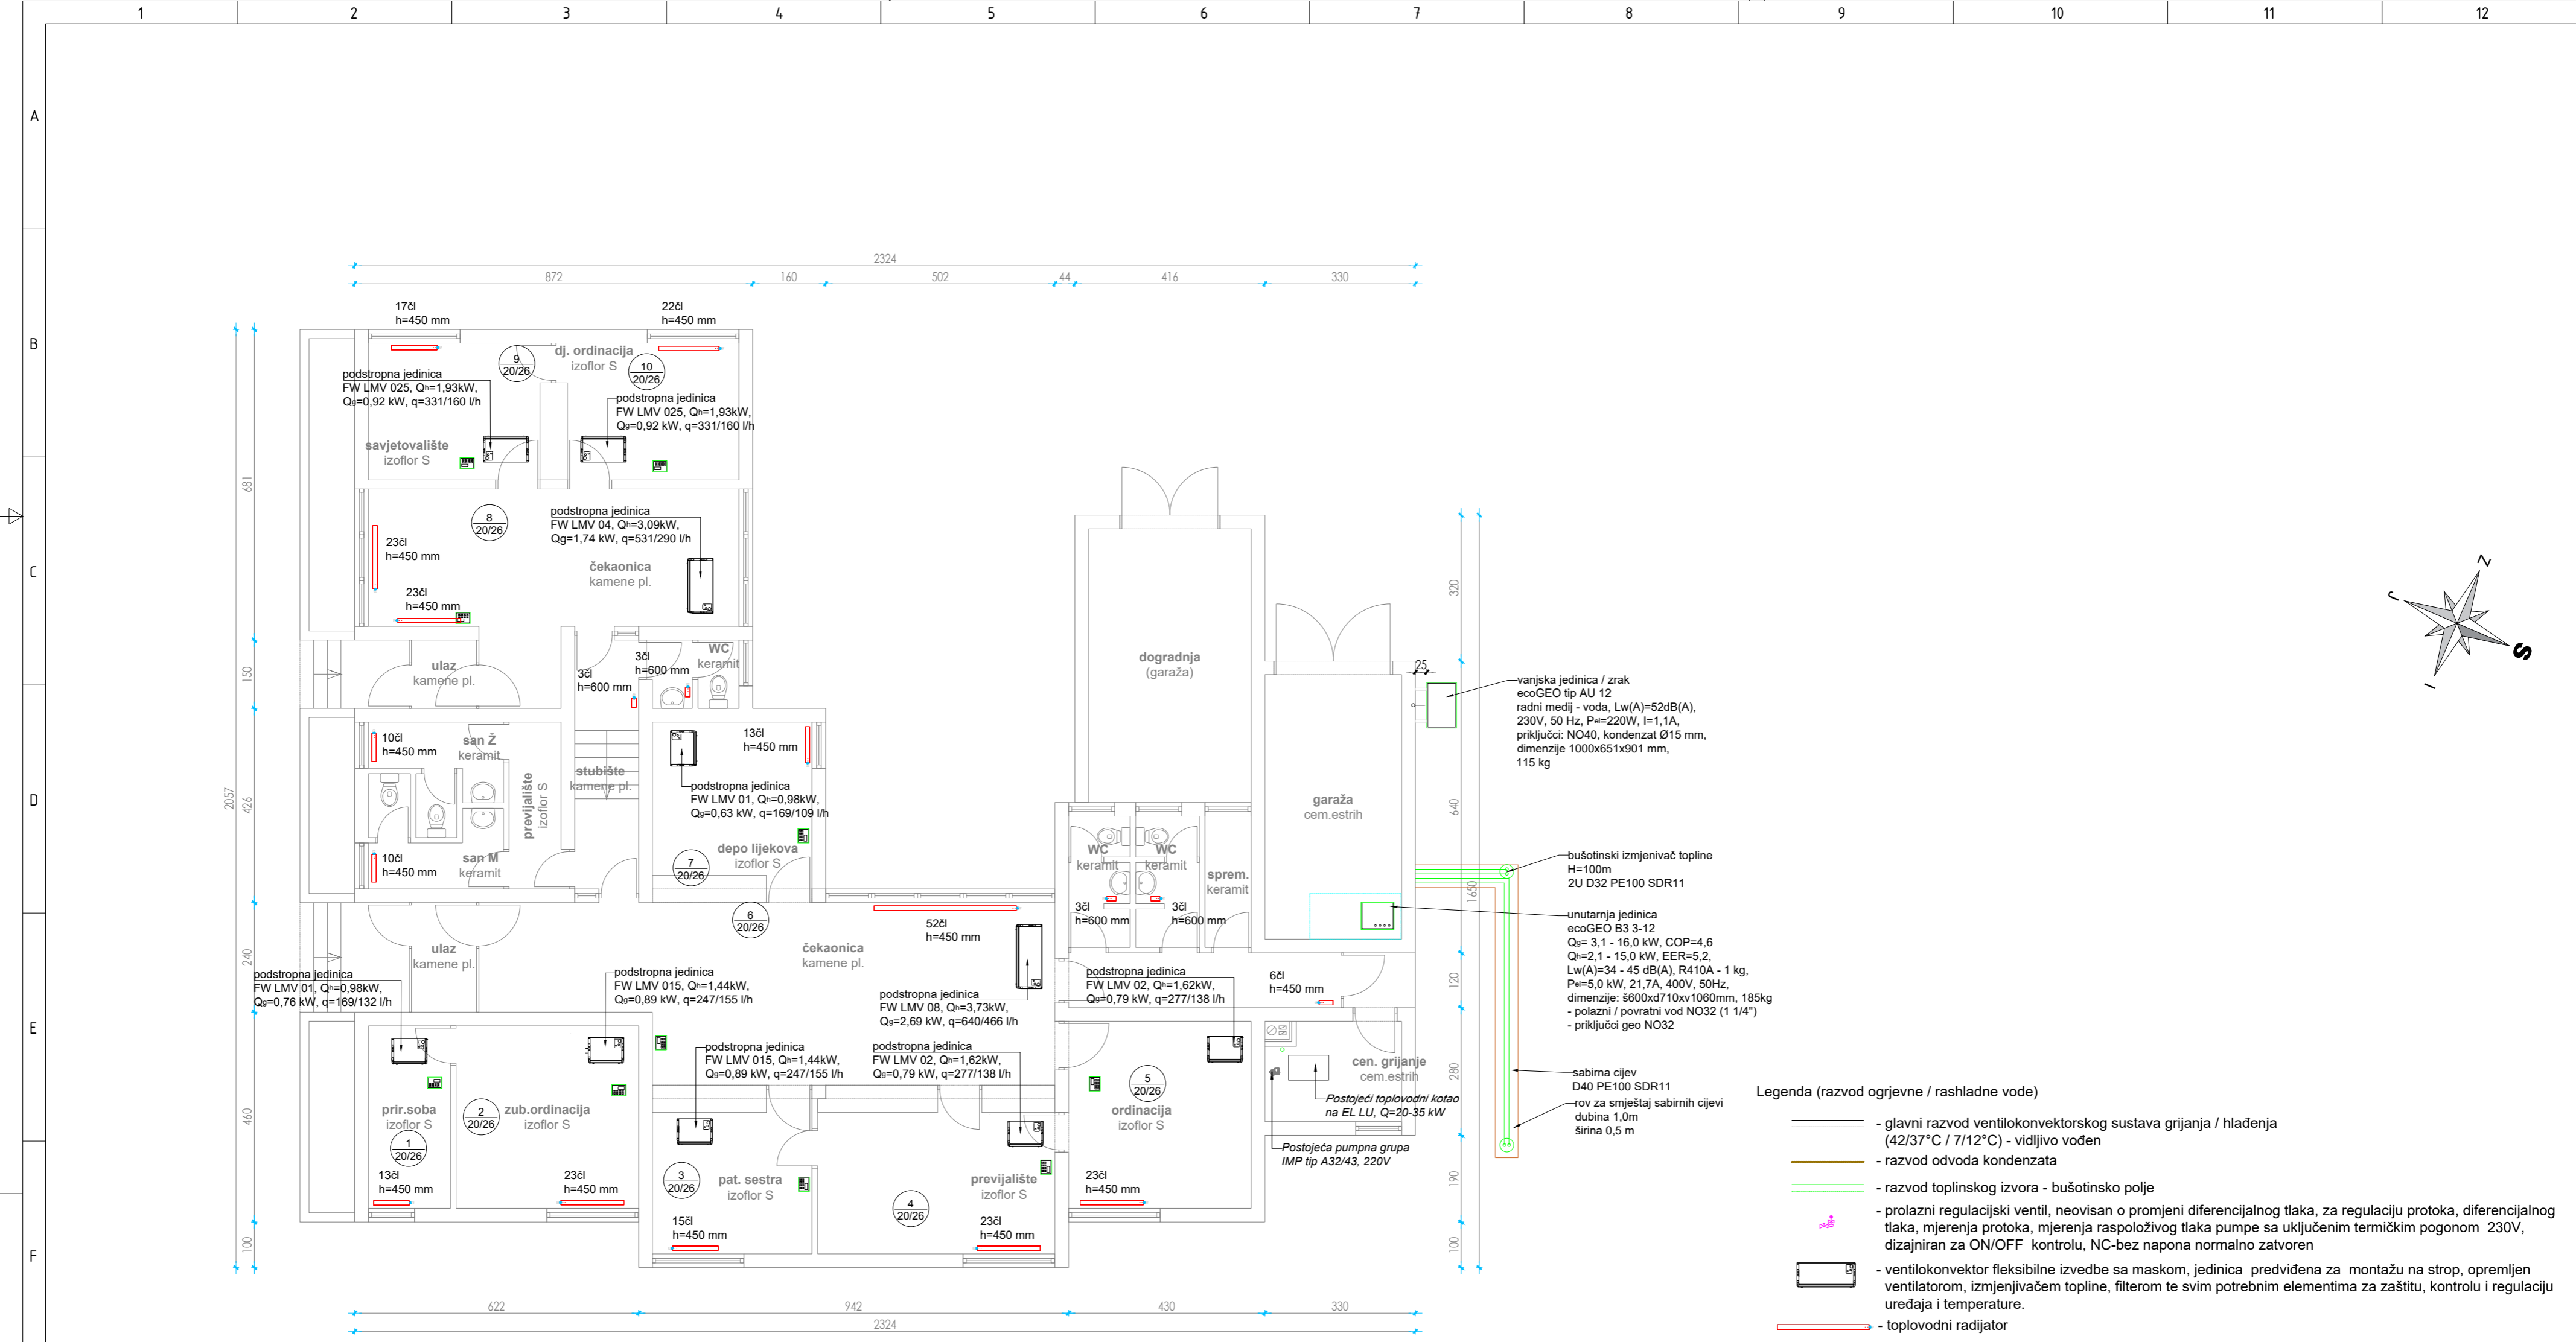 1 2 3 4 5 6 7 8 9 10 11 12
A
B
C
D
E
F
2324
872 160 502 44 416 330
17čl
h=450 mm
22čl
h=450 mm
9
20/26
dj. ordinacija
izoflor S
10
20/26
podstropna jedinica
FW LMV 025, Qh=1,93kW,
Qg=0,92 kW, q=331/160 l/h
podstropna jedinica
FW LMV 025, Qh=1,93kW,
Qg=0,92 kW, q=331/160 l/h
savjetovalište
izoflor S
681
8
20/26
podstropna jedinica
FW LMV 04, Qh=3,09kW,
Qg=1,74 kW, q=531/290 l/h
23čl
h=450 mm
čekaonica
kamene pl.
23čl
h=450 mm
320
150
ulaz
kamene pl.
3čl
h=600 mm
3čl
h=600 mm
WC
keramit
dogradnja
(garaža)
25
vanjska jedinica / zrak
ecoGEO tip AU 12
radni medij - voda, Lw(A)=52dB(A),
230V, 50 Hz, Pel=220W, I=1,1A,
priključci: NO40, kondenzat Ø15 mm,
dimenzije 1000x651x901 mm,
115 kg
Z
J
S
I
10čl
h=450 mm
san Ž
keramit
previjalište
izoflor S
stubište
kamene pl.
13čl
h=450 mm
podstropna jedinica
FW LMV 01, Qh=0,98kW,
Qg=0,63 kW, q=169/109 l/h
2057
426
garaža
cem.estrih
640
10čl
h=450 mm
san M
keramit
7
20/26
depo lijekova
izoflor S
WC
keramit
WC
keramit
sprem.
keramit
bušotinski izmjenivač topline
H=100m
2U D32 PE100 SDR11
1650
6
20/26
52čl
h=450 mm
3čl
h=600 mm
3čl
h=600 mm
unutarnja jedinica
ecoGEO B3 3-12
Qg= 3,1 - 16,0 kW, COP=4,6
Qh=2,1 - 15,0 kW, EER=5,2,
Lw(A)=34 - 45 dB(A), R410A - 1 kg,
Pel=5,0 kW, 21,7A, 400V, 50Hz,
dimenzije: š600xd710xv1060mm, 185kg
- polazni / povratni vod NO32 (1 1/4")
- priključci geo NO32
240
ulaz
kamene pl.
čekaonica
kamene pl.
podstropna jedinica
FW LMV 01, Qh=0,98kW,
Qg=0,76 kW, q=169/132 l/h
podstropna jedinica
FW LMV 015, Qh=1,44kW,
Qg=0,89 kW, q=247/155 l/h
podstropna jedinica
FW LMV 08, Qh=3,73kW,
Qg=2,69 kW, q=640/466 l/h
podstropna jedinica
FW LMV 02, Qh=1,62kW,
Qg=0,79 kW, q=277/138 l/h
6čl
h=450 mm
120
podstropna jedinica
FW LMV 015, Qh=1,44kW,
Qg=0,89 kW, q=247/155 l/h
podstropna jedinica
FW LMV 02, Qh=1,62kW,
Qg=0,79 kW, q=277/138 l/h
cen. grijanje
cem.estrih
280
Postojeći toplovodni kotao
na EL LU, Q=20-35 kW
sabirna cijev
D40 PE100 SDR11
rov za smještaj sabirnih cijevi
dubina 1,0m
širina 0,5 m
460
prir.soba
izoflor S
1
20/26
2
20/26
zub.ordinacija
izoflor S
5
20/26
ordinacija
izoflor S
Postojeća pumpna grupa
IMP tip A32/43, 220V
13čl
h=450 mm
23čl
h=450 mm
3
20/26
pat. sestra
izoflor S
4
20/26
previjalište
izoflor S
23čl
h=450 mm
190
15čl
h=450 mm
23čl
h=450 mm
100
100
622 942 430 330
2324
Legenda (razvod ogrjevne / rashladne vode)
- glavni razvod ventilokonvektorskog sustava grijanja / hlađenja
(42/37°C / 7/12°C) - vidljivo vođen
- razvod odvoda kondenzata
- razvod toplinskog izvora - bušotinsko polje
- prolazni regulacijski ventil, neovisan o promjeni diferencijalnog tlaka, za regulaciju protoka, diferencijalnog
tlaka, mjerenja protoka, mjerenja raspoloživog tlaka pumpe sa uključenim termičkim pogonom 230V,
dizajniran za ON/OFF kontrolu, NC-bez napona normalno zatvoren
- ventilokonvektor fleksibilne izvedbe sa maskom, jedinica predviđena za montažu na strop, opremljen
ventilatorom, izmjenjivačem topline, filterom te svim potrebnim elementima za zaštitu, kontrolu i regulaciju
uređaja i temperature.
- toplovodni radijator